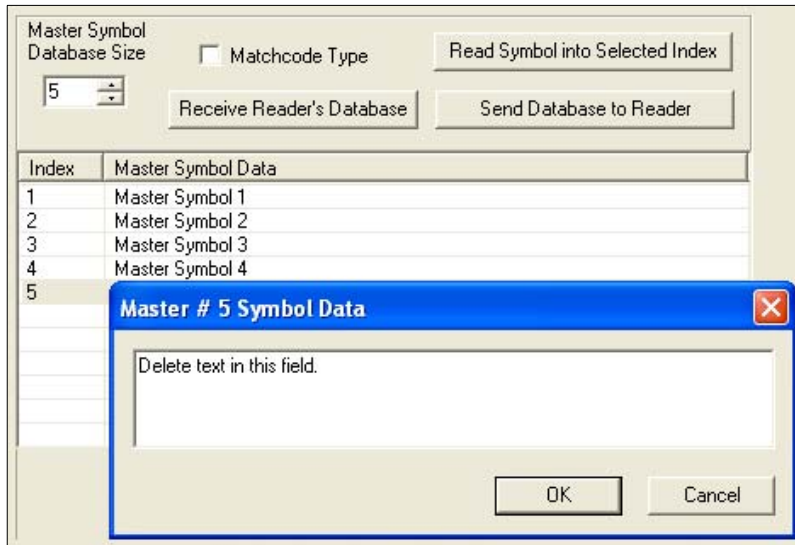 Master Symbol
Database Size
5
Matchcode Type
Read Symbol into Selected Index
Receive Reader's Database
Send Database to Reader
Index Master Symbol Data
1 Master Symbol 1
2 Master Symbol 2
3 Master Symbol 3
4 Master Symbol 4
5
Master # 5 Symbol Data
Delete text in this field.
OK Cancel